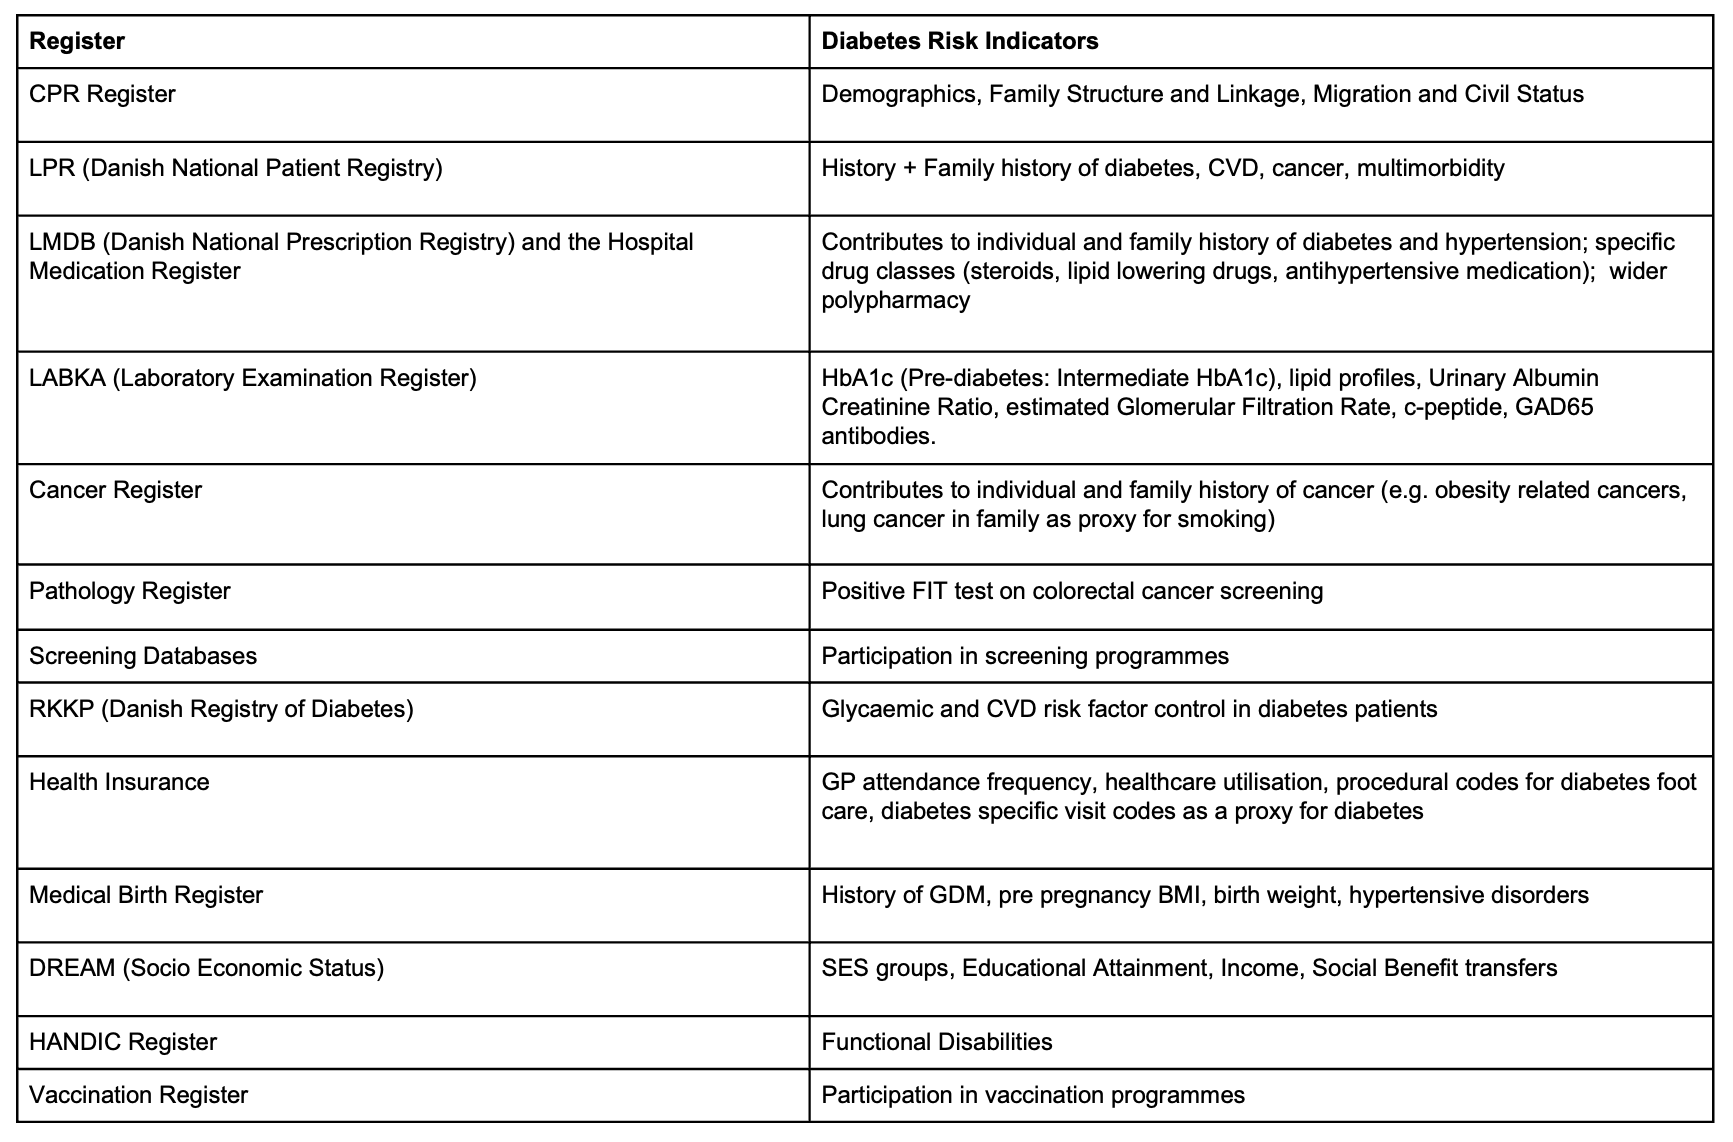 Register
Diabetes Risk Indicators
CPR Register
Demographics, Family Structure and Linkage, Migration and Civil Status
LPR (Danish National Patient Registry)
History + Family history of diabetes, CVD, cancer, multimorbidity
LMDB (Danish National Prescription Registry) and the Hospital
Medication Register
Contributes to individual and family history of diabetes and hypertension; specific
drug classes (steroids, lipid lowering drugs, antihypertensive medication);  wider
polypharmacy
LABKA (Laboratory Examination Register)
HbA1c (Pre-diabetes: Intermediate HbA1c), lipid profiles, Urinary Albumin
Creatinine Ratio, estimated Glomerular Filtration Rate, c-peptide, GAD65
antibodies.
Cancer Register
Contributes to individual and family history of cancer (e.g. obesity related cancers,
lung cancer in family as proxy for smoking)
Pathology Register
Positive FIT test on colorectal cancer screening
Screening Databases
Participation in screening programmes
RKKP (Danish Registry of Diabetes)
Glycaemic and CVD risk factor control in diabetes patients
Health Insurance
GP attendance frequency, healthcare utilisation, procedural codes for diabetes foot
care, diabetes specific visit codes as a proxy for diabetes
Medical Birth Register
History of GDM, pre pregnancy BMI, birth weight, hypertensive disorders
DREAM (Socio Economic Status)
SES groups, Educational Attainment, Income, Social Benefit transfers
HANDIC Register
Functional Disabilities
Vaccination Register
Participation in vaccination programmes